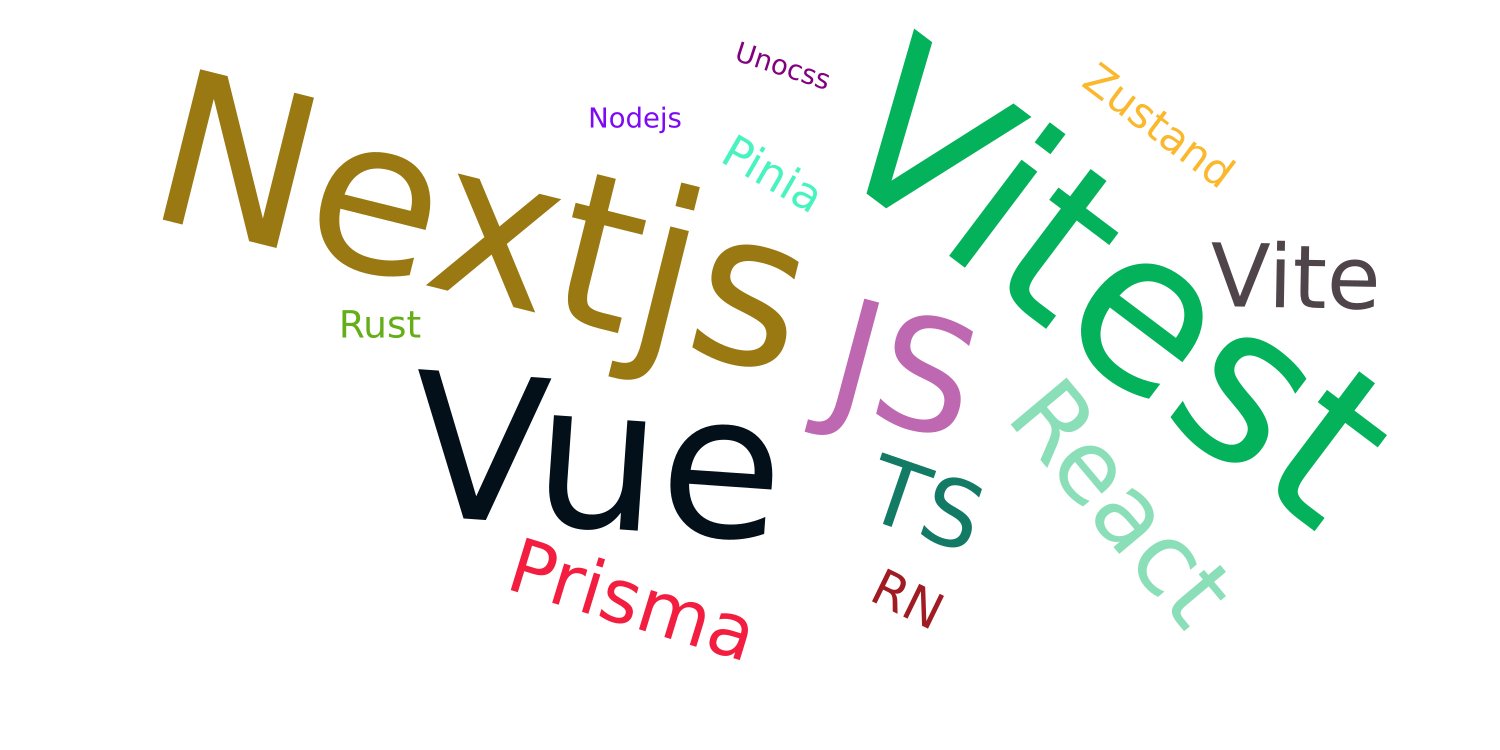 Unocss
Zustand
Nextjs
Nodejs
Pinia
Vitest
Vite
Rust
JS
Vue
React
TS
Prisma
RN